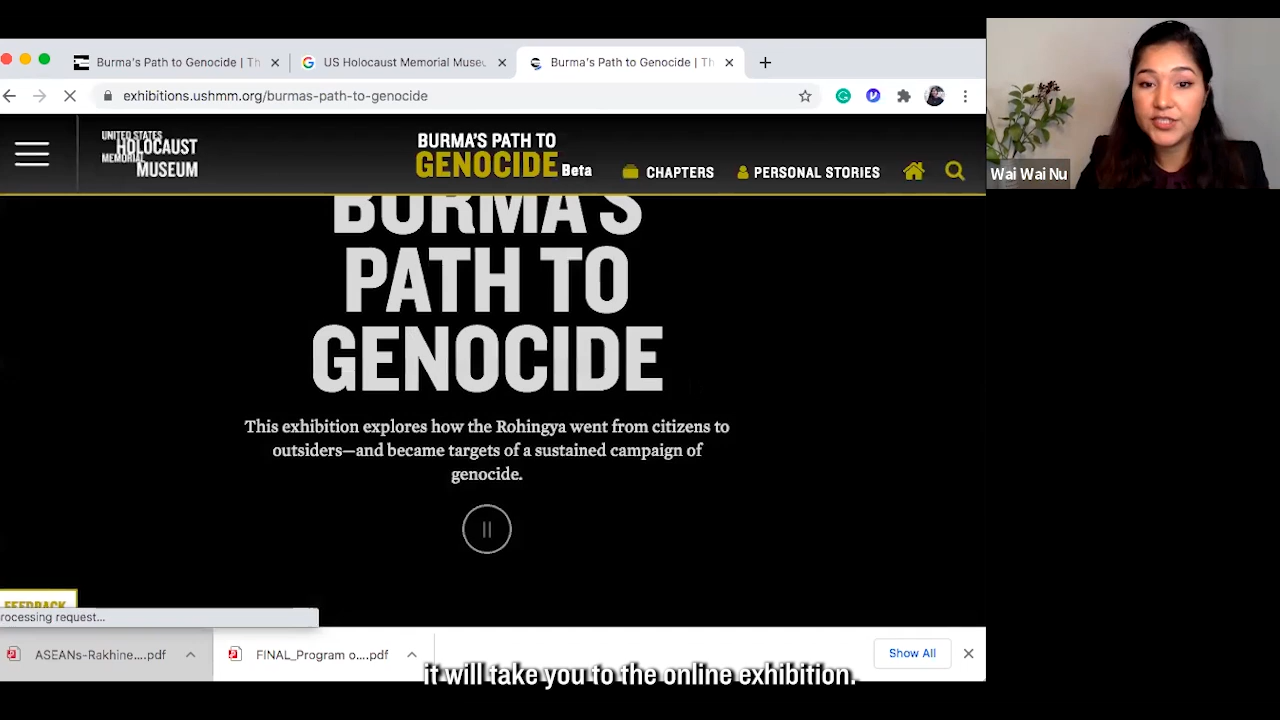 Burma's Path to Genocide | Th
US Holocaust Memorial Museu
Burma's Path to Genocide | Th
exhibitions.ushmm.org/burmas-path-to-genocide
UNITED STATES
HOLOCAUST
MEMORIAL
MUSEUM
BURMA'S PATH TO
GENOCIDE Beta
CHAPTERS
PERSONAL STORIES
Wai Wai Nu
BURMA'S
PATH TO
GENOCIDE
This exhibition explores how the Rohingya went from citizens to
outsiders—and became targets of a sustained campaign of
genocide.
FEEDBACK
rocessing request...
ASEANs-Rakhine....pdf
FINAL_Program o....pdf
Show All
it will take you to the online exhibition.